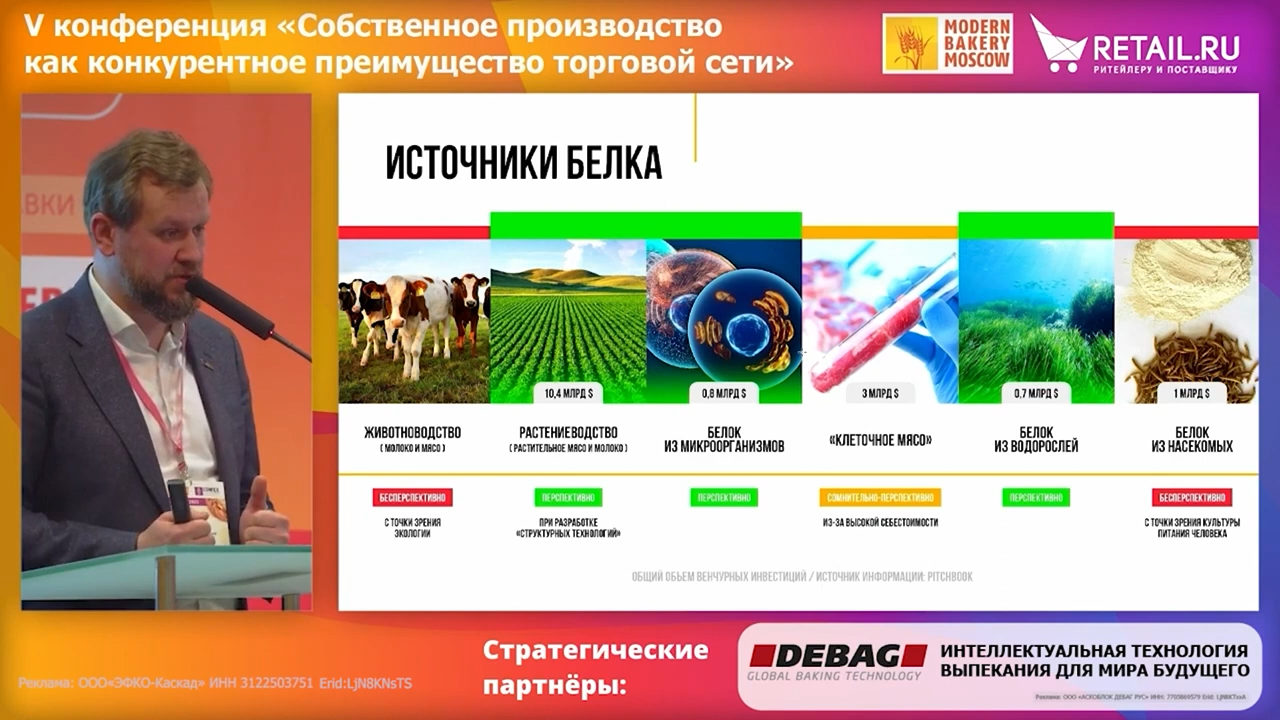 V конференция «Собственное производство
как конкурентное преимущество торговой сети»
MODERN
BAKERY
MOSCOW
RETAIL.RU
РИТЕЙЛЕРУ И ПОСТАВЩИКУ
ИСТОЧНИКИ БЕЛКА
10,4 МЛРД $
0,8 МЛРД $
3 МЛРД $
0,7 МЛРД $
1 МЛРД $
ЖИВОТНОВОДСТВО
( МОЛОКО И МЯСО )
РАСТЕНИЕВОДСТВО
( РАСТИТЕЛЬНОЕ МЯСО И МОЛОКО )
БЕЛОК
ИЗ МИКРООРГАНИЗМОВ
«КЛЕТОЧНОЕ МЯСО»
БЕЛОК
ИЗ ВОДОРОСЛЕЙ
БЕЛОК
ИЗ НАСЕКОМЫХ
БЕСПЕРСПЕКТИВНО
ПЕРСПЕКТИВНО
ПЕРСПЕКТИВНО
СОМНИТЕЛЬНО-ПЕРСПЕКТИВНО
ПЕРСПЕКТИВНО
БЕСПЕРСПЕКТИВНО
С ТОЧКИ ЗРЕНИЯ
ЭКОЛОГИИ
ПРИ РАЗРАБОТКЕ
«СТРУКТУРНЫХ ТЕХНОЛОГИЙ»
ИЗ-ЗА ВЫСОКОЙ СЕБЕСТОИМОСТИ
С ТОЧКИ ЗРЕНИЯ КУЛЬТУРЫ
ПИТАНИЯ ЧЕЛОВЕКА
ОБЩИЙ ОБЪЕМ ВЕНЧУРНЫХ ИНВЕСТИЦИЙ / ИСТОЧНИК ИНФОРМАЦИИ: PITCHBOOK
Стратегические
партнёры:
DEBAG
GLOBAL BAKING TECHNOLOGY
ИНТЕЛЛЕКТУАЛЬНАЯ ТЕХНОЛОГИЯ
ВЫПЕКАНИЯ ДЛЯ МИРА БУДУЩЕГО
Реклама: ООО«ЭФКО-Каскад» ИНН 3122503751 Erid:LjN8KNsTS